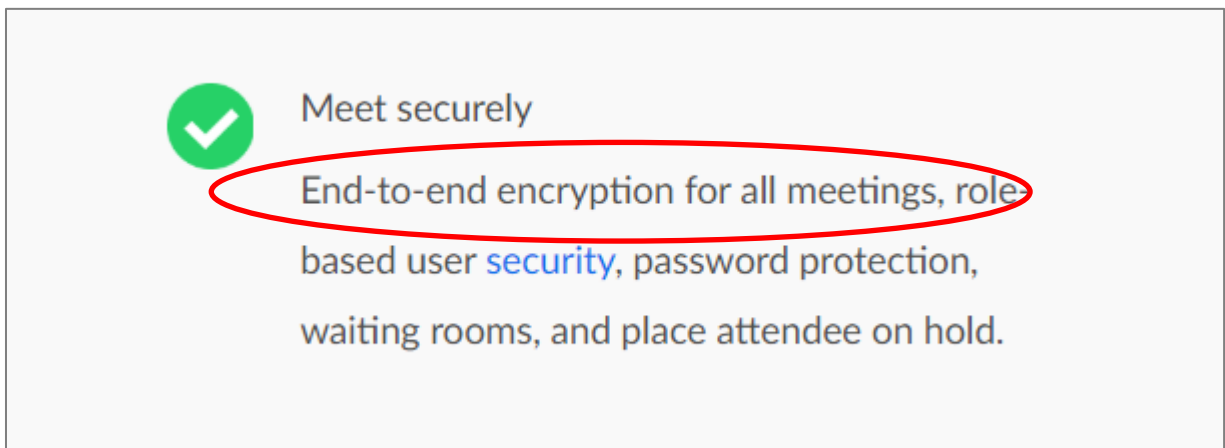 Meet securely
End-to-end encryption for all meetings, role-
based user security, password protection,
waiting rooms, and place attendee on hold.